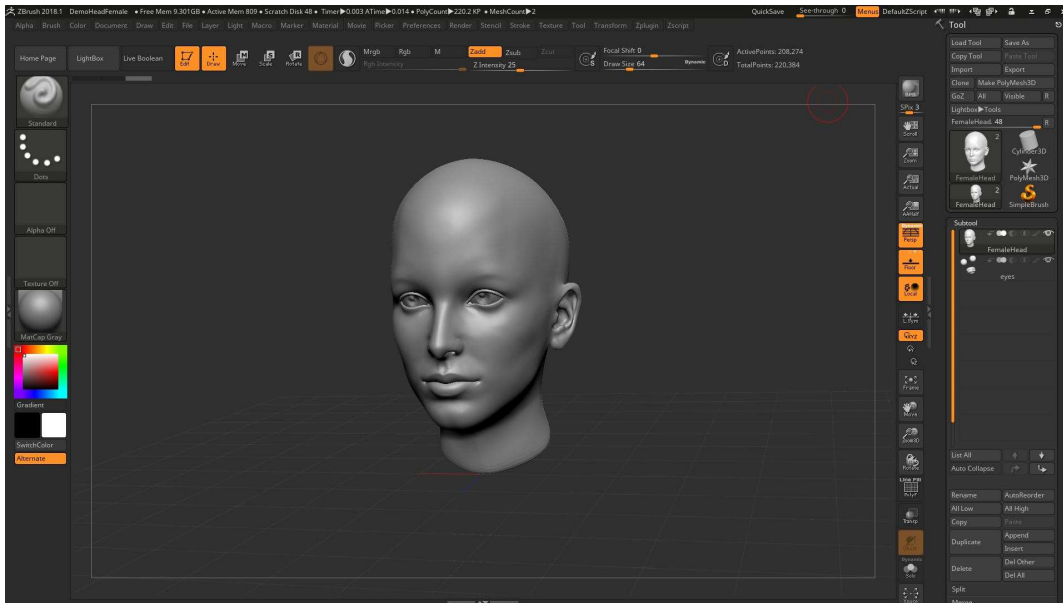 ZBrush 2018.1 DemoHeadFemale • Free Mem 9.301GB • Active Mem 809 • Scratch Disk 48 • Timer▶0.003 ATime▶0.014 • PolyCount▶220.2 KP • MeshCount▶2 QuickSave See-through 0 Menus DefaultZScript
Alpha Brush Color Document Draw Edit File Layer Light Macro Marker Material Movie Picker Preferences Render Stencil Stroke Texture Tool Transform Zplugin Zscript
Home Page LightBox Live Boolean Edit Draw Move Scale Rotate
Mrgb Rgb M Zadd Zsub Zcut
Rgb Intensity Z Intensity 25
Focal Shift 0
Draw Size 64 Dynamic
S
D
ActivePoints: 208,274
TotalPoints: 220,384
Standard
Dots
Alpha Off
Texture Off
MatCap Gray
Gradient
SwitchColor
Alternate
SPix 3
Scroll
Zoom
Actual
AAHalf
Persp
Floor
Local
L.Sym
Frame
Move
Zoom3D
Rotate
Line Fill
PolyF
Transp
Solo
Tool
Load Tool Save As
Copy Tool Paste Tool
Import Export
Clone Make PolyMesh3D
GoZ All Visible R
Lightbox▶Tools
FemaleHead. 48 R
2
FemaleHead Cylinder3D
PolyMesh3D
2
FemaleHead SimpleBrush
Subtool
FemaleHead
eyes
List All
Auto Collapse
Rename AutoReorder
All Low All High
Copy Paste
Duplicate Append
Insert
Delete Del Other
Del All
Split
Merge